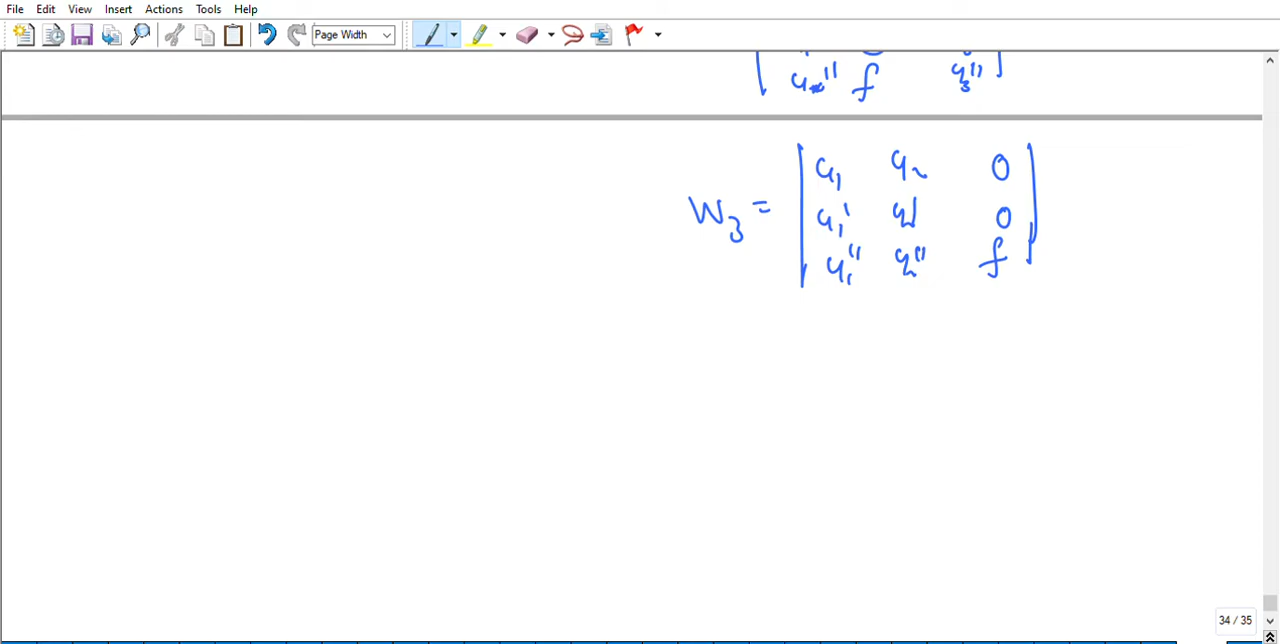 File Edit View Insert Actions Tools Help
Page Width
f y₃''
W₃ = | y₁ y₂ 0 |
| y₁' y₂' 0 |
| y₁'' y₂'' f |
34 / 35